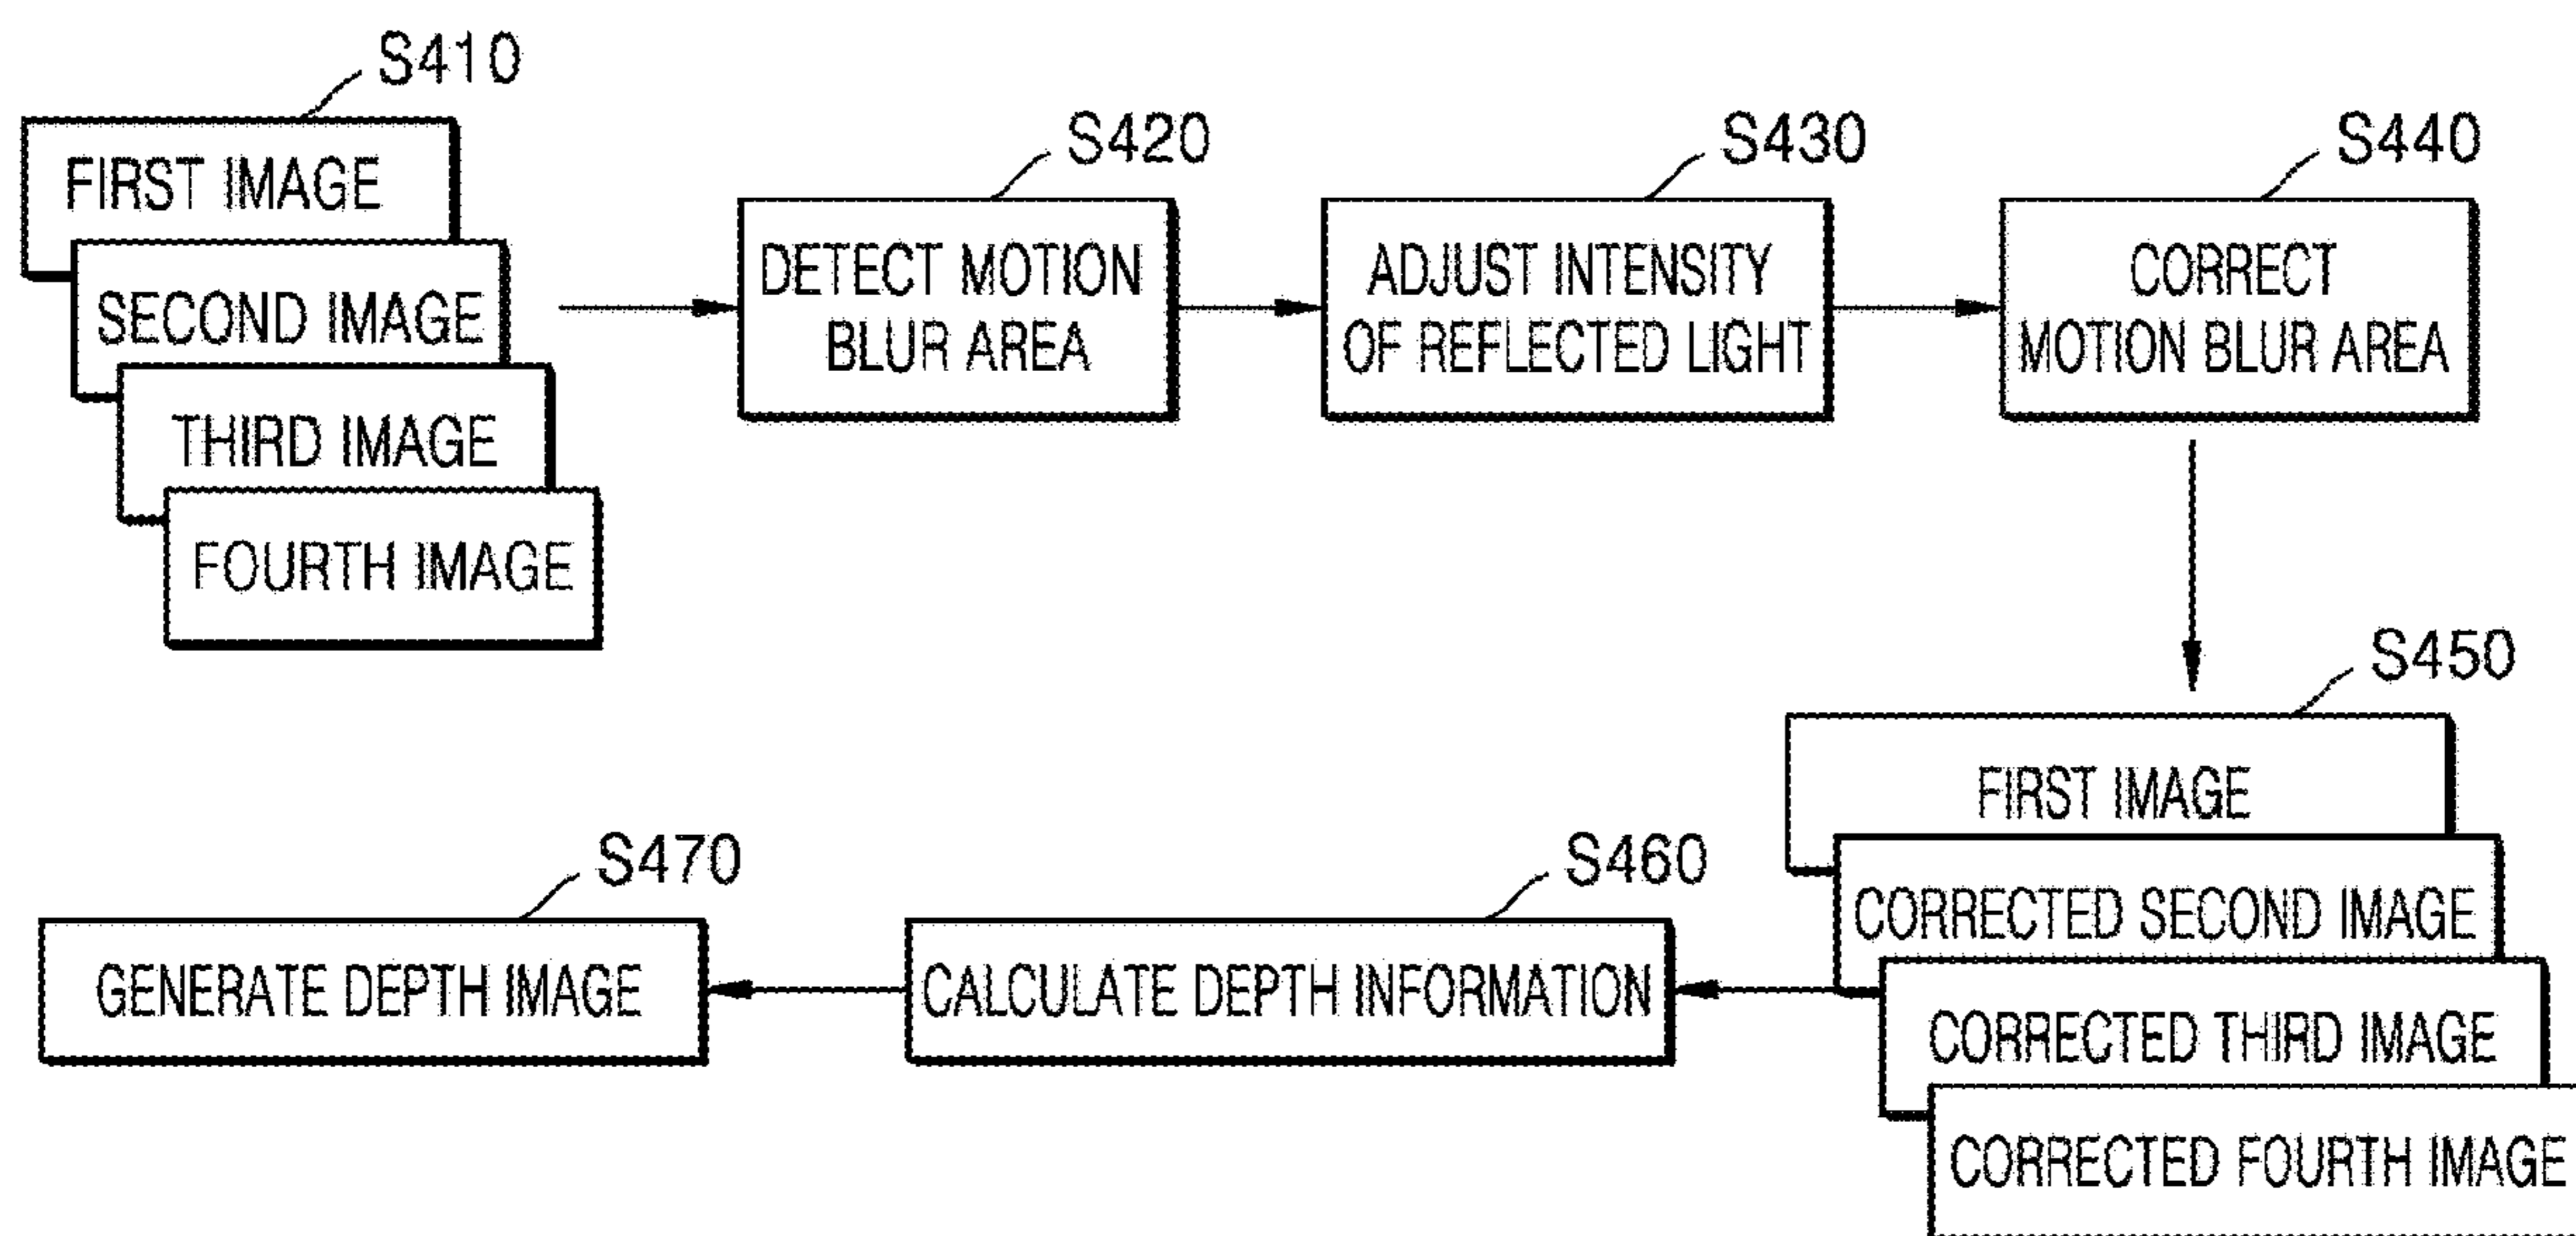 S410
FIRST IMAGE
SECOND IMAGE
THIRD IMAGE
FOURTH IMAGE
S420
DETECT MOTION
BLUR AREA
S430
ADJUST INTENSITY
OF REFLECTED LIGHT
S440
CORRECT
MOTION BLUR AREA
S450
FIRST IMAGE
CORRECTED SECOND IMAGE
CORRECTED THIRD IMAGE
CORRECTED FOURTH IMAGE
S460
CALCULATE DEPTH INFORMATION
S470
GENERATE DEPTH IMAGE